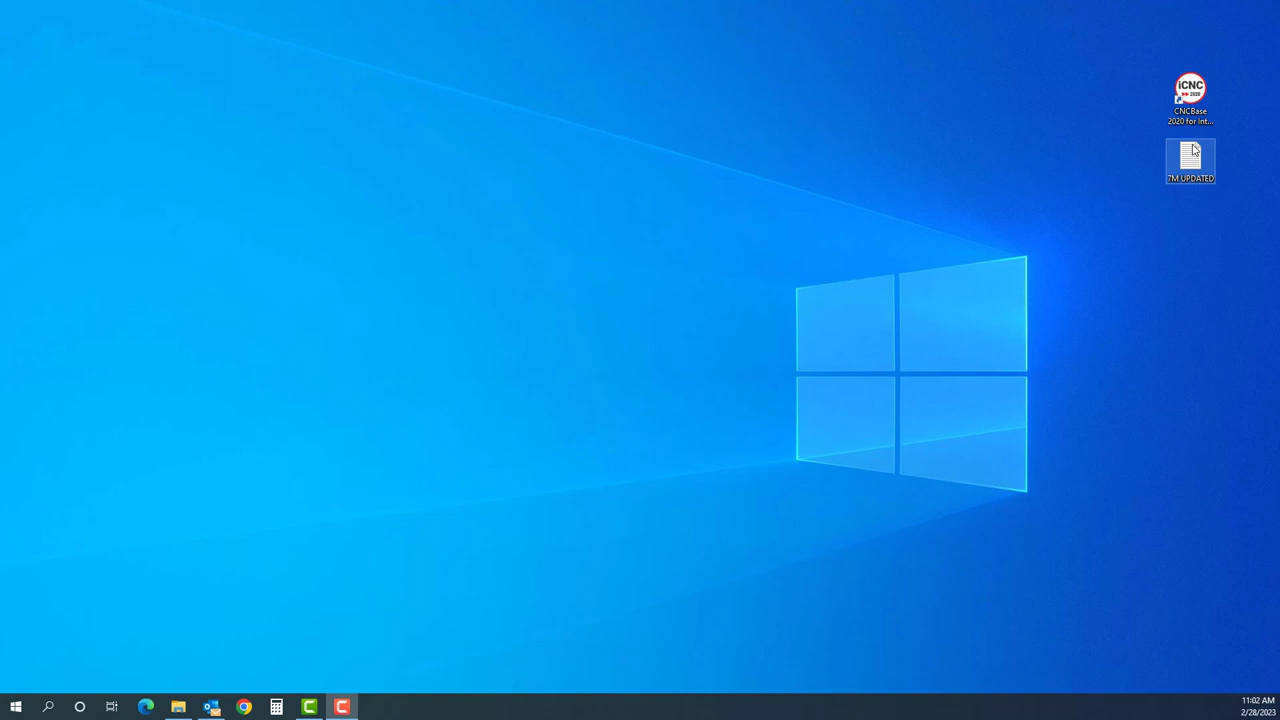 iCNC
2020
CNCBase
2020 for Int...
7M UPDATED
11:02 AM
2/28/2023